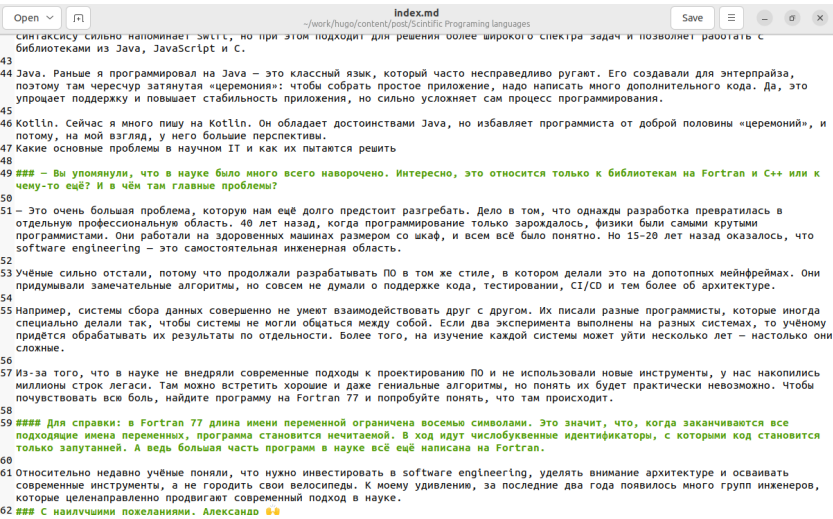 Open
index.md
~/work/hugo/content/post/Scintific Programing languages
Save
синтаксису сильно напоминает Swift, но при этом подходит для решения более широкого спектра задач и позволяет работать с
библиотеками из Java, JavaScript и C.
43
44 Java. Раньше я программировал на Java — это классный язык, который часто несправедливо ругают. Его создавали для энтерпрайза,
поэтому там чересчур затянутая «церемония»: чтобы собрать простое приложение, надо написать много дополнительного кода. Да, это
упрощает поддержку и повышает стабильность приложения, но сильно усложняет сам процесс программирования.
45
46 Kotlin. Сейчас я много пишу на Kotlin. Он обладает достоинствами Java, но избавляет программиста от доброй половины «церемоний», и
потому, на мой взгляд, у него большие перспективы.
47 Какие основные проблемы в научном IT и как их пытаются решить
48
49 ### — Вы упомянули, что в науке было много всего наворочено. Интересно, это относится только к библиотекам на Fortran и C++ или к
чему-то ещё? И в чём там главные проблемы?
50
51 — Это очень большая проблема, которую нам ещё долго предстоит разгребать. Дело в том, что однажды разработка превратилась в
отдельную профессиональную область. 40 лет назад, когда программирование только зарождалось, физики были самыми крутыми
программистами. Они работали на здоровенных машинах размером со шкаф, и всем всё было понятно. Но 15–20 лет назад оказалось, что
software engineering — это самостоятельная инженерная область.
52
53 Учёные сильно отстали, потому что продолжали разрабатывать ПО в том же стиле, в котором делали это на допотопных мейнфреймах. Они
придумывали замечательные алгоритмы, но совсем не думали о поддержке кода, тестировании, CI/CD и тем более об архитектуре.
54
55 Например, системы сбора данных совершенно не умеют взаимодействовать друг с другом. Их писали разные программисты, которые иногда
специально делали так, чтобы системы не могли общаться между собой. Если два эксперимента выполнены на разных системах, то учёному
придётся обрабатывать их результаты по отдельности. Более того, на изучение каждой системы может уйти несколько лет — настолько они
сложные.
56
57 Из-за того, что в науке не внедряли современные подходы к проектированию ПО и не использовали новые инструменты, у нас накопились
миллионы строк легаси. Там можно встретить хорошие и даже гениальные алгоритмы, но понять их будет практически невозможно. Чтобы
почувствовать всю боль, найдите программу на Fortran 77 и попробуйте понять, что там происходит.
58
59 #### Для справки: в Fortran 77 длина имени переменной ограничена восемью символами. Это значит, что, когда заканчиваются все
подходящие имена переменных, программа становится нечитаемой. В ход идут числобуквенные идентификаторы, с которыми код становится
только запутанней. А ведь большая часть программ в науке всё ещё написана на Fortran.
60
61 Относительно недавно учёные поняли, что нужно инвестировать в software engineering, уделять внимание архитектуре и осваивать
современные инструменты, а не городить свои велосипеды. К моему удивлению, за последние два года появилось много групп инженеров,
которые целенаправленно продвигают современный подход в науке.
62 ### С наилучшими пожеланиями, Александр 🙌